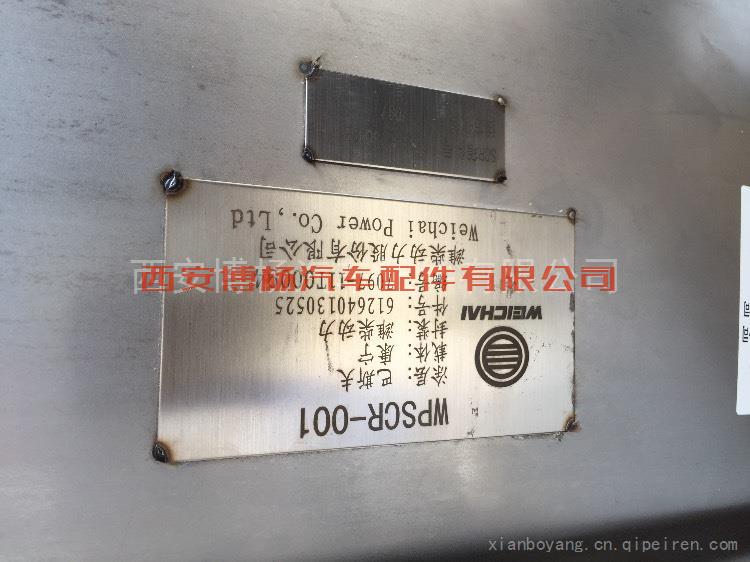 WPSCR-001
涂层: 巴斯夫
载体: 康宁
封装: 潍柴动力
件号: 612640130525
潍柴动力股份有限公司
Weichai Power Co., Ltd
WEICHAI
西安博杨汽车配件有限公司
xianboyang.cn.qipeiren.com